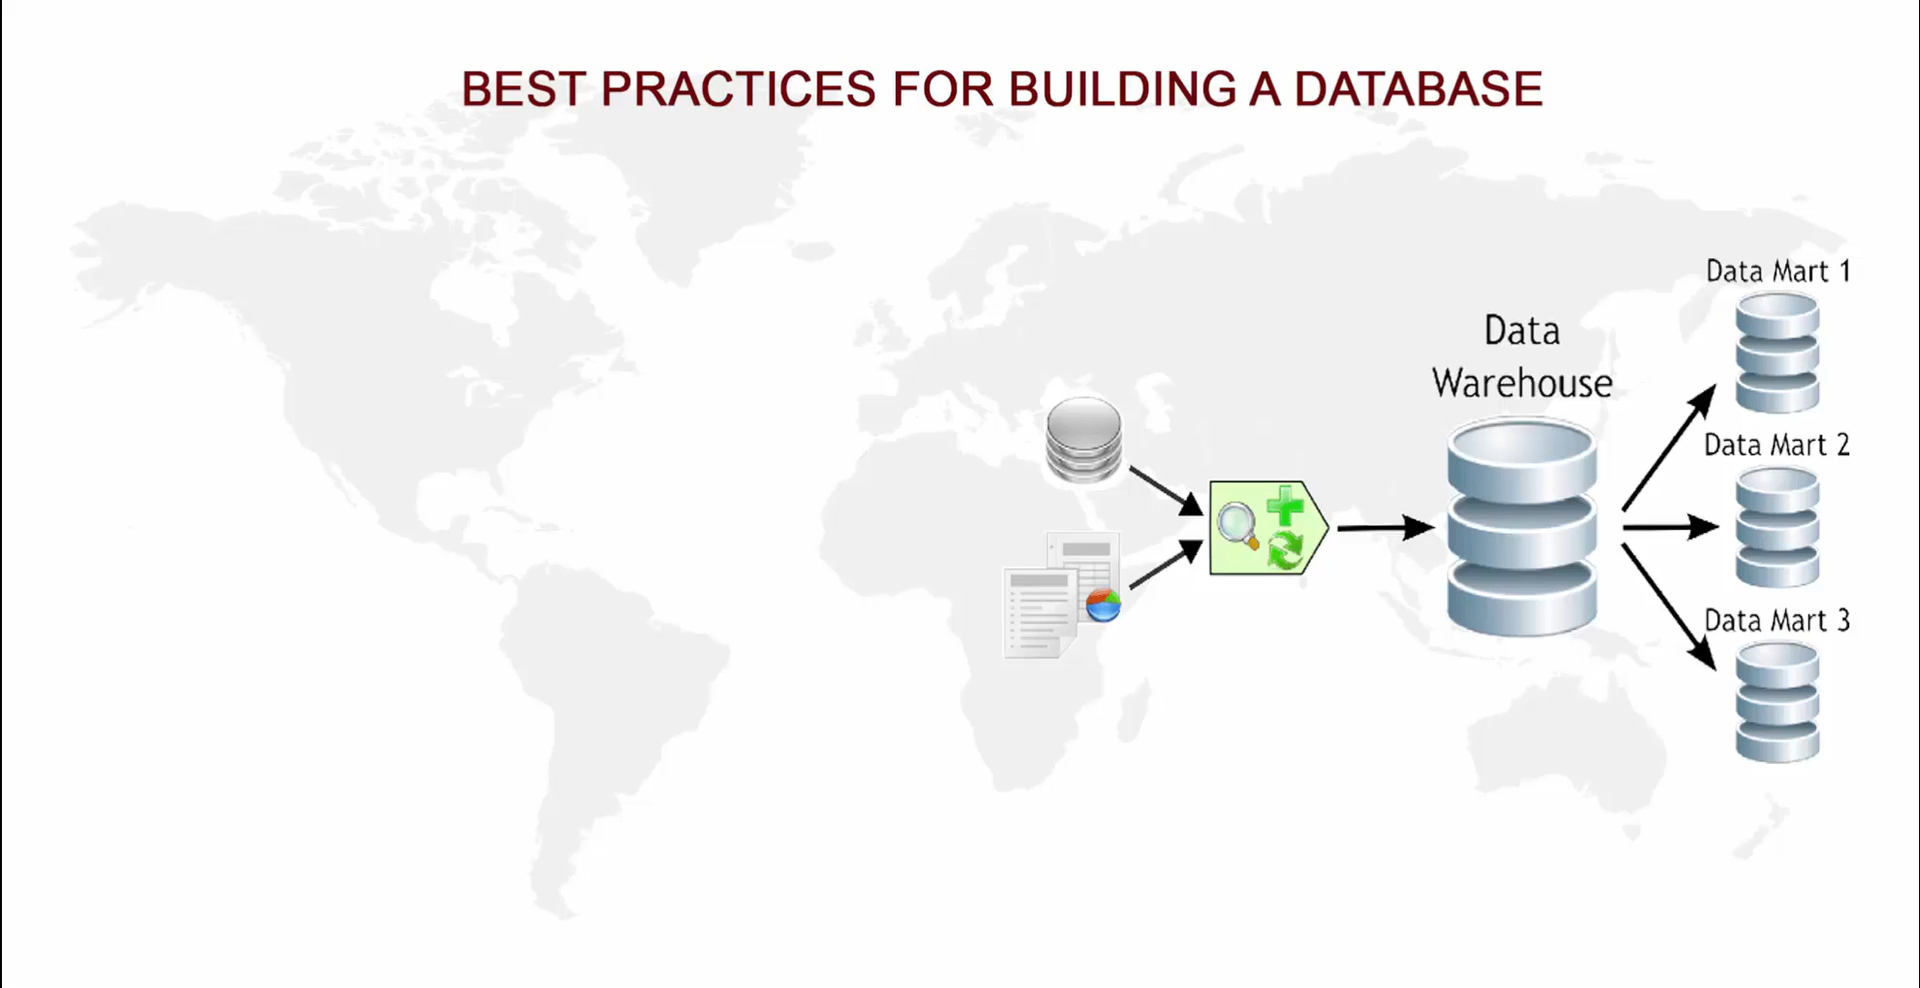 BEST PRACTICES FOR BUILDING A DATABASE
Data Mart 1
Data
Warehouse
Data Mart 2
Data Mart 3